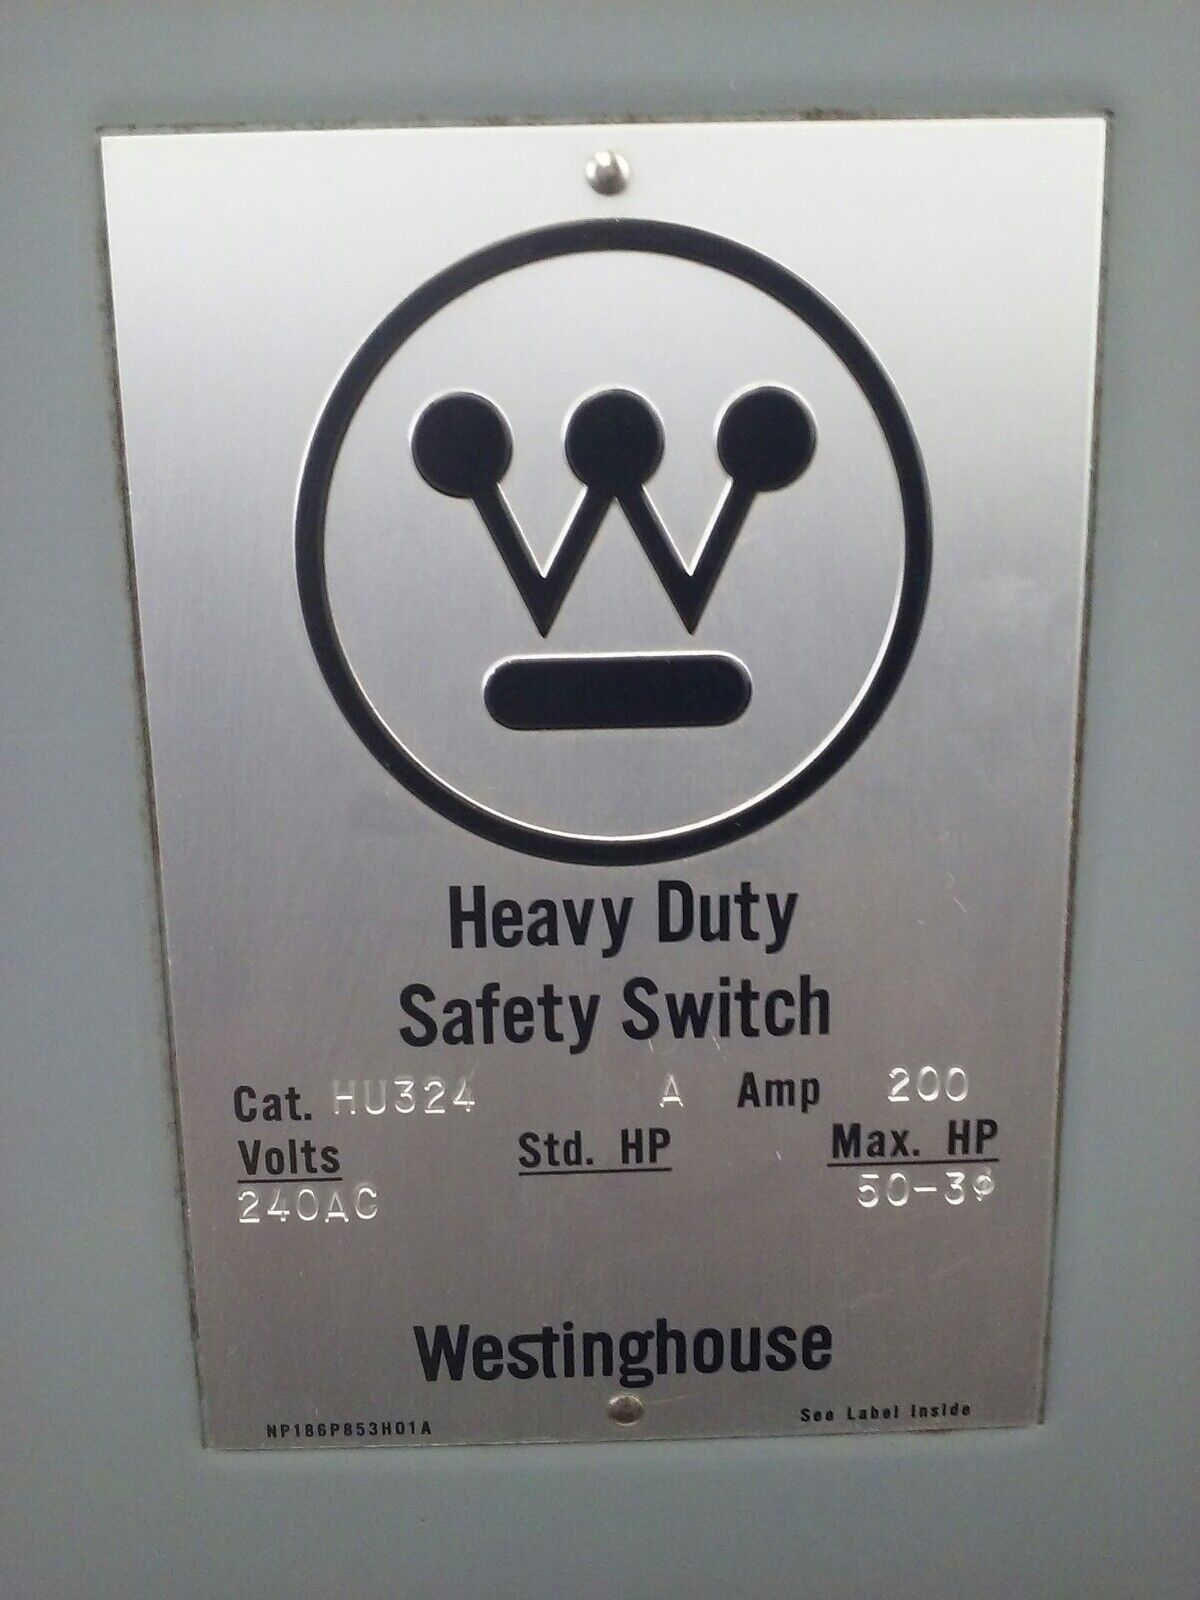 W
Heavy Duty
Safety Switch
Cat. HU324 A Amp 200
Volts Std. HP Max. HP
240AC 50-3ø
Westinghouse
NP186P853H01A See Label Inside